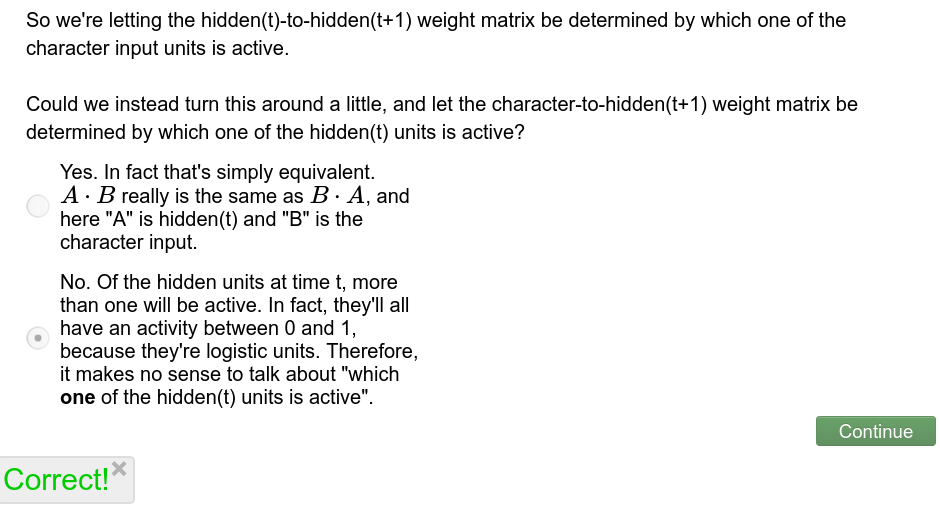 So we're letting the hidden(t)-to-hidden(t+1) weight matrix be determined by which one of the
character input units is active.
Could we instead turn this around a little, and let the character-to-hidden(t+1) weight matrix be
determined by which one of the hidden(t) units is active?
Yes. In fact that's simply equivalent.
A · B really is the same as B · A, and
here "A" is hidden(t) and "B" is the
character input.
No. Of the hidden units at time t, more
than one will be active. In fact, they'll all
have an activity between 0 and 1,
because they're logistic units. Therefore,
it makes no sense to talk about "which
one of the hidden(t) units is active".
Continue
Correct!